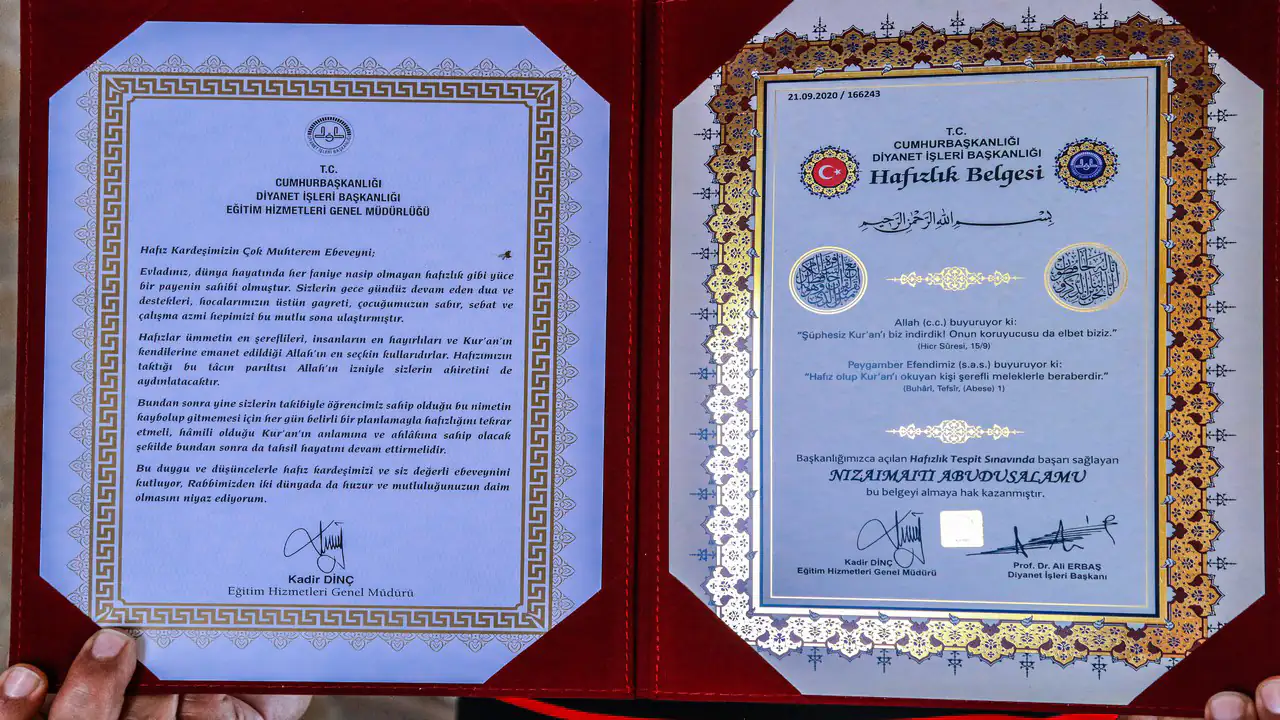 T.C.
CUMHURBAŞKANLIĞI
DİYANET İŞLERİ BAŞKANLIĞI
EĞİTİM HİZMETLERİ GENEL MÜDÜRLÜĞÜ
Hafız Kardeşimizin Çok Muhterem Ebeveyni;
Evladınız, dünya hayatında her faniye nasip olmayan hafızlık gibi yüce
bir payenin sahibi olmuştur. Sizlerin gece gündüz devam eden dua ve
destekleri, hocalarımızın üstün gayreti, çocuğumuzun sabır, sebat ve
çalışma azmi hepimizi bu mutlu sona ulaştırmıştır.
Hafızlar ümmetin en şereflileri, insanların en hayırlıları ve Kur'an'ın
kendilerine emanet edildiği Allah'ın en seçkin kullarıdırlar. Hafızımızın
taktığı bu tâcın parıltısı Allah'ın izniyle sizlerin ahiretini de
aydınlatacaktır.
Bundan sonra yine sizlerin takibiyle öğrencimiz sahip olduğu bu nimetin
kaybolup gitmemesi için her gün belirli bir planlamayla hafızlığını tekrar
etmeli, hâmili olduğu Kur'an'ın anlamına ve ahlâkına sahip olacak
şekilde bundan sonra da tahsil hayatını devam ettirmelidir.
Bu duygu ve düşüncelerle hafız kardeşimizi ve siz değerli ebeveynini
kutluyor, Rabbimizden iki dünyada da huzur ve mutluluğunuzun daim
olmasını niyaz ediyorum.
Kadir DİNÇ
Eğitim Hizmetleri Genel Müdürü
21.09.2020 / 166243
T.C.
CUMHURBAŞKANLIĞI
DİYANET İŞLERİ BAŞKANLIĞI
Hafızlık Belgesi
بسم الله الرحمن الرحيم
Allah (c.c.) buyuruyor ki:
“Şüphesiz Kur'an'ı biz indirdik! Onun koruyucusu da elbet biziz.”
(Hicr Sûresi, 15/9)
Peygamber Efendimiz (s.a.s.) buyuruyor ki:
“Hafız olup Kur'an'ı okuyan kişi şerefli meleklerle beraberdir.”
(Buhârî, Tefsîr, (Abese) 1)
Başkanlığımızca açılan Hafızlık Tespit Sınavında başarı sağlayan
NIZAIMAITI ABUDUSALAMU
bu belgeyi almaya hak kazanmıştır.
Kadir DİNÇ
Eğitim Hizmetleri Genel Müdürü
Prof. Dr. Ali ERBAŞ
Diyanet İşleri Başkanı